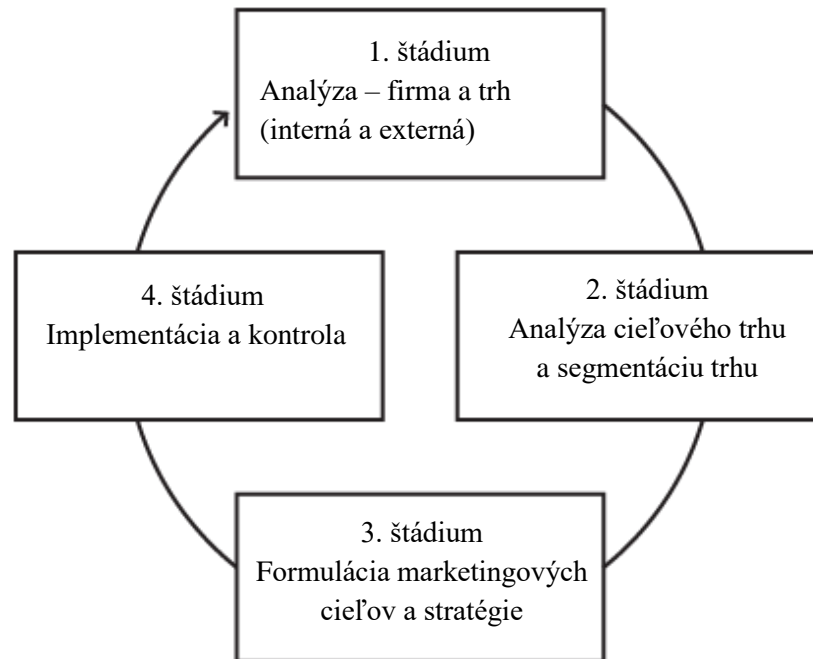 1. štádium
Analýza – firma a trh
(interná a externá)
4. štádium
Implementácia a kontrola
2. štádium
Analýza cieľového trhu
a segmentáciu trhu
3. štádium
Formulácia marketingových
cieľov a stratégie